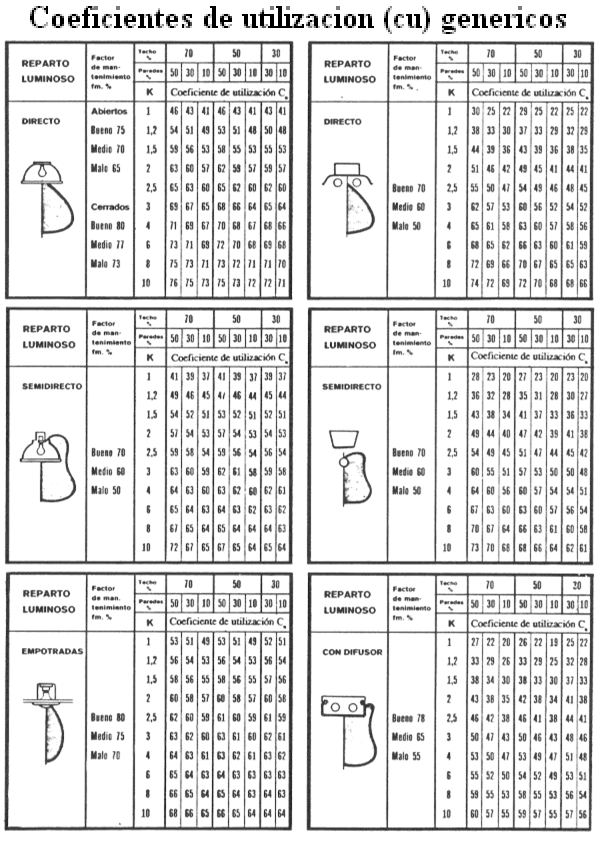 Coeficientes de utilizacion (cu) genericos
REPARTO LUMINOSO
DIRECTO
Factor de man- tenimiento fm. %
Abiertos
Bueno 75
Medio 70
Malo 65
Cerrados
Bueno 80
Medio 77
Malo 73
Techo % 70 50 30
Paredes % 50 30 10 50 30 10 30 10
K Coeficiente de utilización Cu
1 46 43 41 46 43 41 43 41
1,2 54 51 49 53 51 48 50 48
1,5 59 56 53 58 55 53 55 53
2 63 60 57 62 59 57 59 57
2,5 65 63 60 65 62 60 62 60
3 69 67 65 68 66 64 65 64
4 71 69 67 70 68 67 68 66
6 73 71 69 72 70 68 69 68
8 75 73 71 73 72 71 71 70
10 76 75 73 75 73 72 72 71
REPARTO LUMINOSO
DIRECTO
Factor de man- tenimiento fm. %
Bueno 70
Medio 60
Malo 50
Techo % 70 50 30
Paredes % 50 30 10 50 30 10 30 10
K Coeficiente de utilización Cu
1 30 25 22 29 25 22 25 22
1,2 38 33 30 37 33 29 32 29
1,5 44 39 36 43 39 36 38 35
2 51 46 42 49 45 41 44 41
2,5 55 50 47 54 49 46 48 45
3 62 57 53 60 56 52 54 52
4 65 61 58 63 60 57 58 56
6 68 65 62 66 63 60 61 59
8 72 69 66 70 67 65 65 63
10 74 72 69 72 70 68 68 66
REPARTO LUMINOSO
SEMIDIRECTO
Factor de man- tenimiento fm. %
Bueno 70
Medio 60
Malo 50
Techo % 70 50 30
Paredes % 50 30 10 50 30 10 30 10
K Coeficiente de utilización Cu
1 41 39 37 41 39 37 39 37
1,2 49 46 45 47 46 44 45 44
1,5 54 52 51 53 52 51 52 51
2 57 54 53 57 54 53 54 53
2,5 59 58 54 59 56 54 56 54
3 63 60 59 62 61 58 59 58
4 64 63 60 63 62 60 62 61
6 65 64 63 64 63 62 63 62
8 67 65 64 65 64 64 64 63
10 72 67 65 67 65 64 65 64
REPARTO LUMINOSO
SEMIDIRECTO
Factor de man- tenimiento fm. %
Bueno 70
Medio 60
Malo 50
Techo % 70 50 30
Paredes % 50 30 10 50 30 10 30 10
K Coeficiente de utilización Cu
1 28 23 20 27 23 20 23 20
1,2 36 32 28 35 31 28 30 27
1,5 43 38 34 41 37 33 36 33
2 49 44 40 47 42 39 41 38
2,5 54 49 45 51 47 44 45 42
3 60 55 51 57 53 50 50 48
4 64 60 56 60 57 54 54 51
6 67 63 60 63 60 57 56 54
8 70 67 64 66 63 61 60 58
10 73 70 68 68 66 64 62 61
REPARTO LUMINOSO
EMPOTRADAS
Factor de man. tenimiento fm. %
Bueno 80
Medio 75
Malo 70
Techo % 70 50 30
Paredes % 50 30 10 50 30 10 30 10
K Coeficiente de utilización Cu
1 53 51 49 53 51 49 52 51
1,2 56 54 53 56 54 53 56 54
1,5 58 56 55 58 56 55 57 56
2 60 58 57 60 58 57 60 58
2,5 62 60 59 61 60 59 61 59
3 63 62 60 63 61 60 62 61
4 64 63 61 63 62 61 63 62
6 65 64 63 64 63 63 63 63
8 66 65 65 65 64 63 64 63
10 68 66 65 66 65 64 64 64
REPARTO LUMINOSO
CON DIFUSOR
Factor de man- tenimiento fm. %
Bueno 78
Medio 65
Malo 55
Techo % 70 50 30
Paredes % 50 30 10 50 30 10 30 10
K Coeficiente de utilización Cu
1 27 22 20 26 22 19 25 22
1,2 33 29 26 33 29 25 32 28
1,5 38 34 30 38 33 30 37 33
2 43 38 35 42 38 34 41 38
2,5 46 42 38 46 41 38 44 41
3 50 47 43 50 46 43 48 46
4 53 50 47 53 49 47 51 48
6 55 52 50 54 52 49 53 51
8 59 55 53 58 55 53 56 54
10 60 57 55 59 57 55 57 56